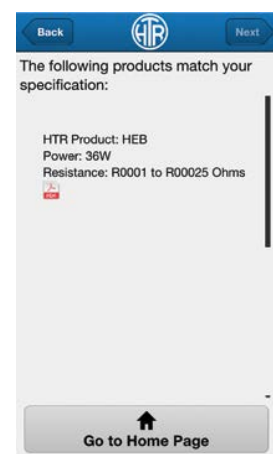 Back HTR Next
The following products match your
specification:
HTR Product: HEB
Power: 36W
Resistance: R0001 to R00025 Ohms
Go to Home Page